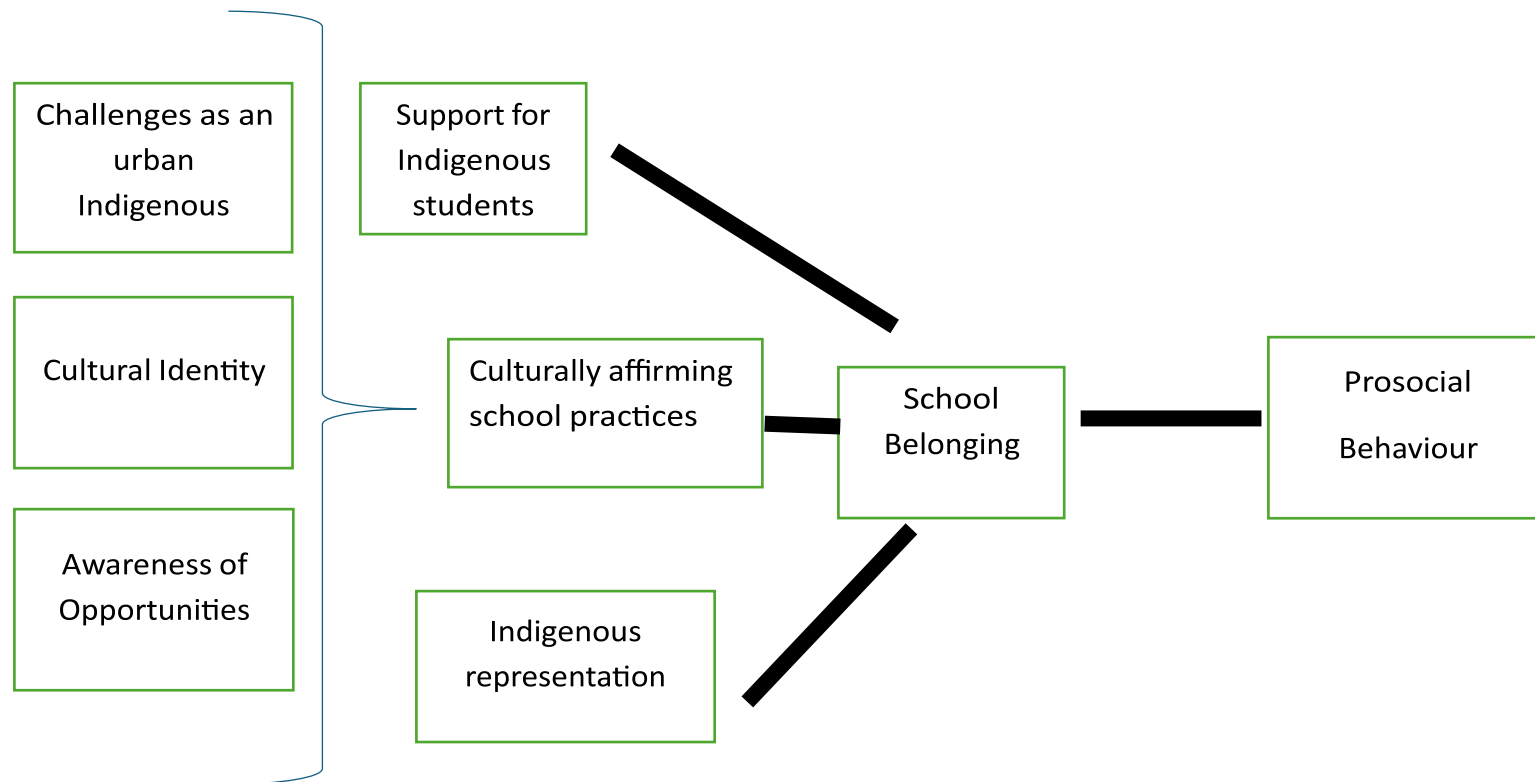 Challenges as an
urban
Indigenous
Support for
Indigenous
students
Cultural Identity
Culturally affirming
school practices
School
Belonging
Prosocial
Behaviour
Awareness of
Opportunities
Indigenous
representation